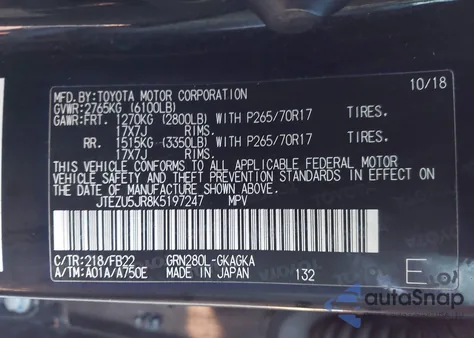 MFD.BY:TOYOTA MOTOR CORPORATION 10/18
GVWR:2765KG (6100LB)
GAWR:FRT. 1270KG (2800LB) WITH P265/70R17 TIRES.
17X7J RIMS.
RR. 1515KG (3350LB) WITH P265/70R17 TIRES.
17X7J RIMS.
THIS VEHICLE CONFORMS TO ALL APPLICABLE FEDERAL MOTOR
VEHICLE SAFETY AND THEFT PREVENTION STANDARDS IN EFFECT
ON THE DATE OF MANUFACTURE SHOWN ABOVE.
JTEZU5JR8K5197247 MPV
C/TR:218/FB22 GRN280L-GKAGKA
A/TM:A01A/A750E MADE IN JAPAN 132 E
autoSnap